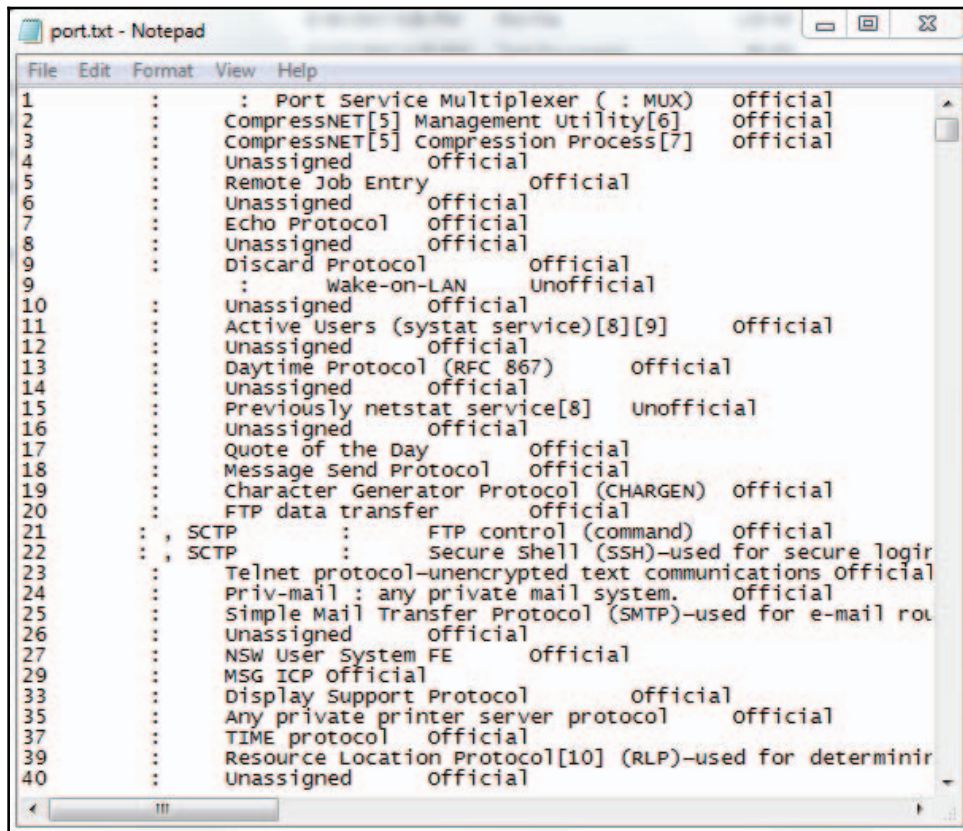 port.txt - Notepad
File Edit Format View Help
1 : : Port Service Multiplexer ( : MUX) Official
2 : CompressNET[5] Management Utility[6] Official
3 : CompressNET[5] Compression Process[7] Official
4 : Unassigned Official
5 : Remote Job Entry Official
6 : Unassigned Official
7 : Echo Protocol Official
8 : Unassigned Official
9 : Discard Protocol Official
9 : Wake-on-LAN Unofficial
10 : Unassigned Official
11 : Active Users (systat service)[8][9] Official
12 : Unassigned Official
13 : Daytime Protocol (RFC 867) Official
14 : Unassigned Official
15 : Previously netstat service[8] Unofficial
16 : Unassigned Official
17 : Quote of the Day Official
18 : Message Send Protocol Official
19 : Character Generator Protocol (CHARGEN) Official
20 : FTP data transfer Official
21 : , SCTP : FTP control (command) Official
22 : , SCTP : Secure Shell (SSH)—used for secure login
23 : Telnet protocol—unencrypted text communications Official
24 : Priv-mail : any private mail system. Official
25 : Simple Mail Transfer Protocol (SMTP)—used for e-mail rou
26 : Unassigned Official
27 : NSW User System FE Official
29 : MSG ICP Official
33 : Display Support Protocol Official
35 : Any private printer server protocol Official
37 : TIME protocol Official
39 : Resource Location Protocol[10] (RLP)—used for determinin
40 : Unassigned Official